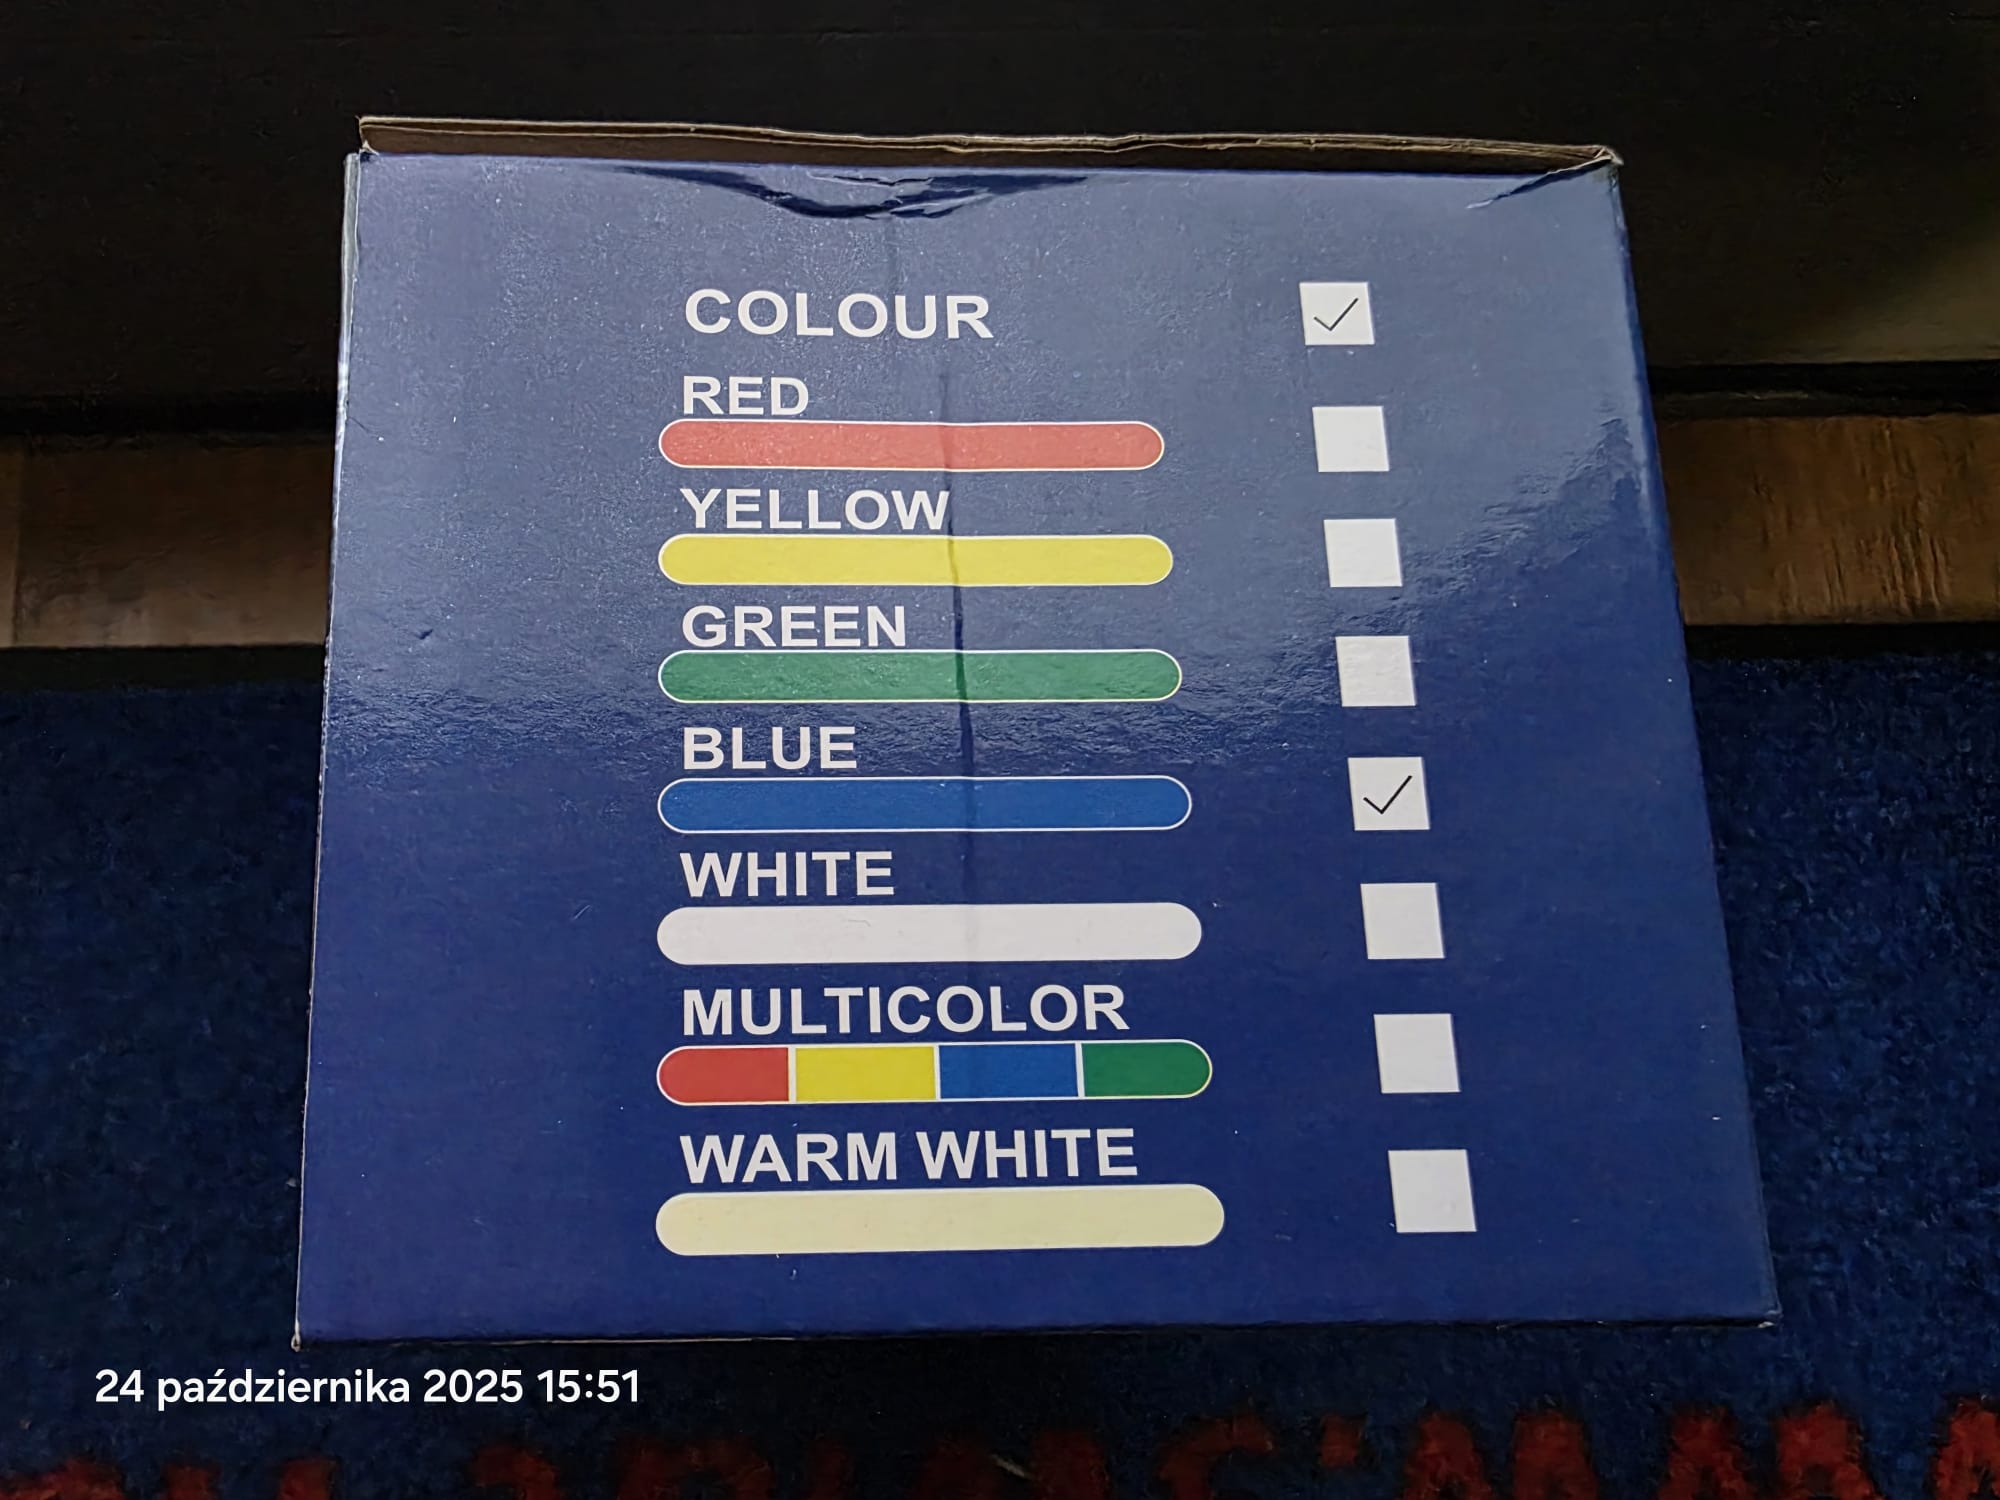 COLOUR
RED
YELLOW
GREEN
BLUE
WHITE
MULTICOLOR
WARM WHITE
24 października 2025 15:51